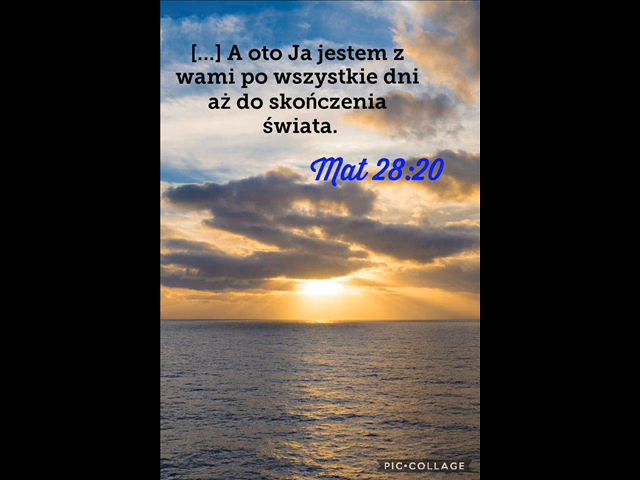 [...] A oto Ja jestem z
wami po wszystkie dni
aż do skończenia
świata.
Mat 28:20
PIC•COLLAGE